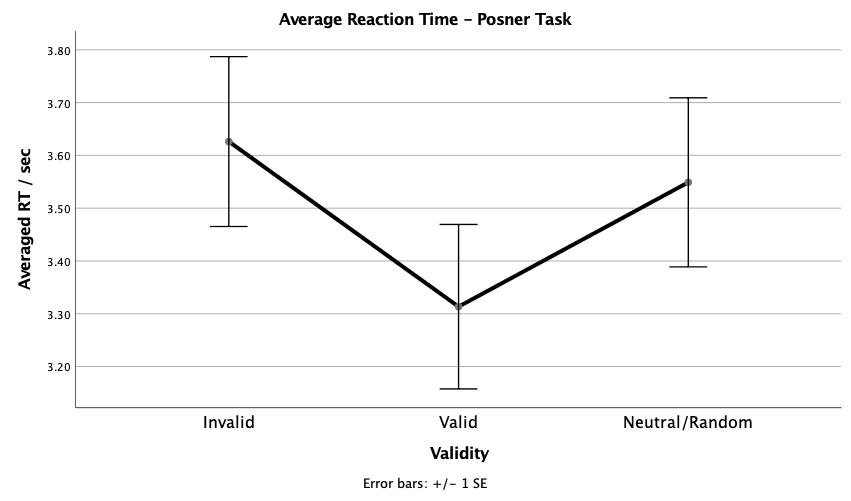 Average Reaction Time – Posner Task
3.80
3.70
3.60
3.50
3.40
3.30
3.20
Averaged RT / sec
Invalid
Valid
Neutral/Random
Validity
Error bars: +/− 1 SE